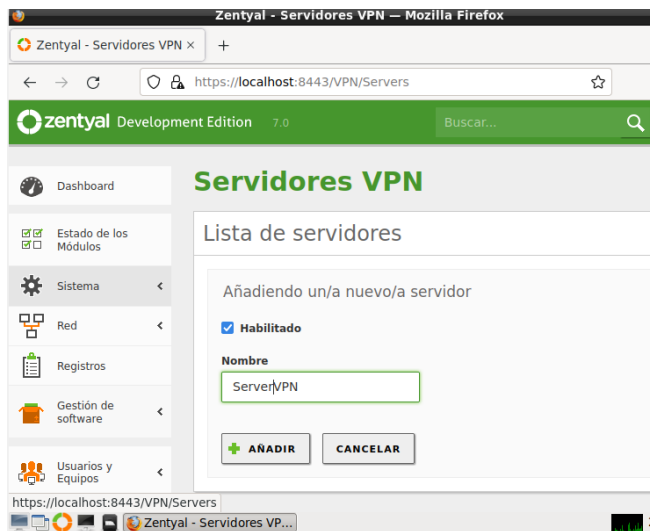 Zentyal - Servidores VPN — Mozilla Firefox
Zentyal - Servidores VPN ×
https://localhost:8443/VPN/Servers
zentyal Development Edition 7.0
Buscar...
Dashboard
Estado de los
Módulos
Sistema
Red
Registros
Gestión de
software
Usuarios y
Equipos
Servidores VPN
Lista de servidores
Añadiendo un/a nuevo/a servidor
Habilitado
Nombre
ServerVPN
AÑADIR
CANCELAR
https://localhost:8443/VPN/Servers
Zentyal - Servidores VP...